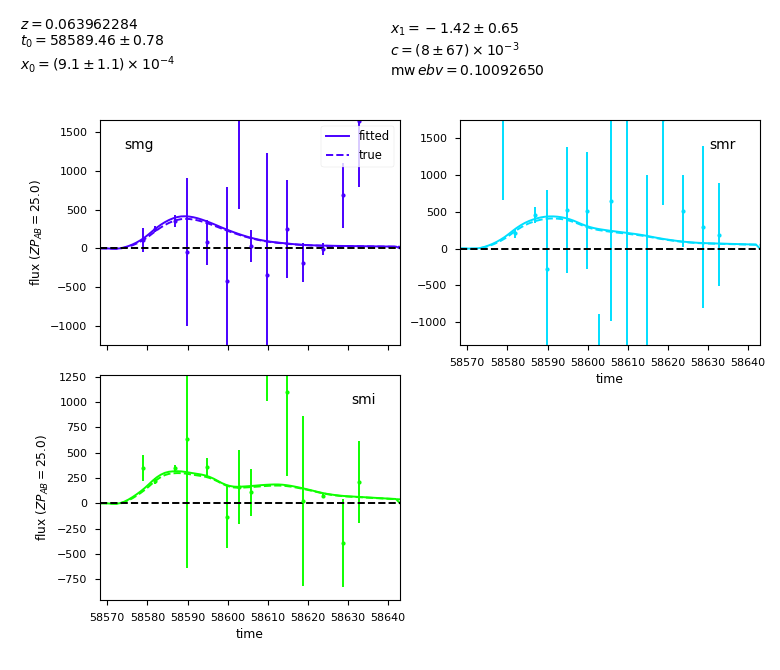 z = 0.063962284
t₀ = 58589.46 ± 0.78
x₀ = (9.1 ± 1.1) × 10⁻⁴
x₁ = −1.42 ± 0.65
c = (8 ± 67) × 10⁻³
mw ebv = 0.10092650
smg
fitted
true
1500
1000
500
0
−500
−1000
flux (ZP_AB = 25.0)
smr
1500
1000
500
0
−500
−1000
58570 58580 58590 58600 58610 58620 58630 58640
time
smi
1250
1000
750
500
250
0
−250
−500
−750
flux (ZP_AB = 25.0)
58570 58580 58590 58600 58610 58620 58630 58640
time